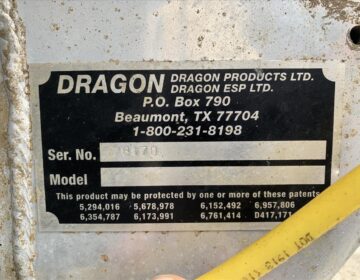 DRAGON DRAGON PRODUCTS LTD.
DRAGON ESP LTD.
P.O. Box 790
Beaumont, TX 77704
1-800-231-8198
Ser. No.
Model
This product may be protected by one or more of these patents
5,294,016 5,678,978 6,152,492 6,957,806
6,354,787 6,173,991 6,761,414 D417,171